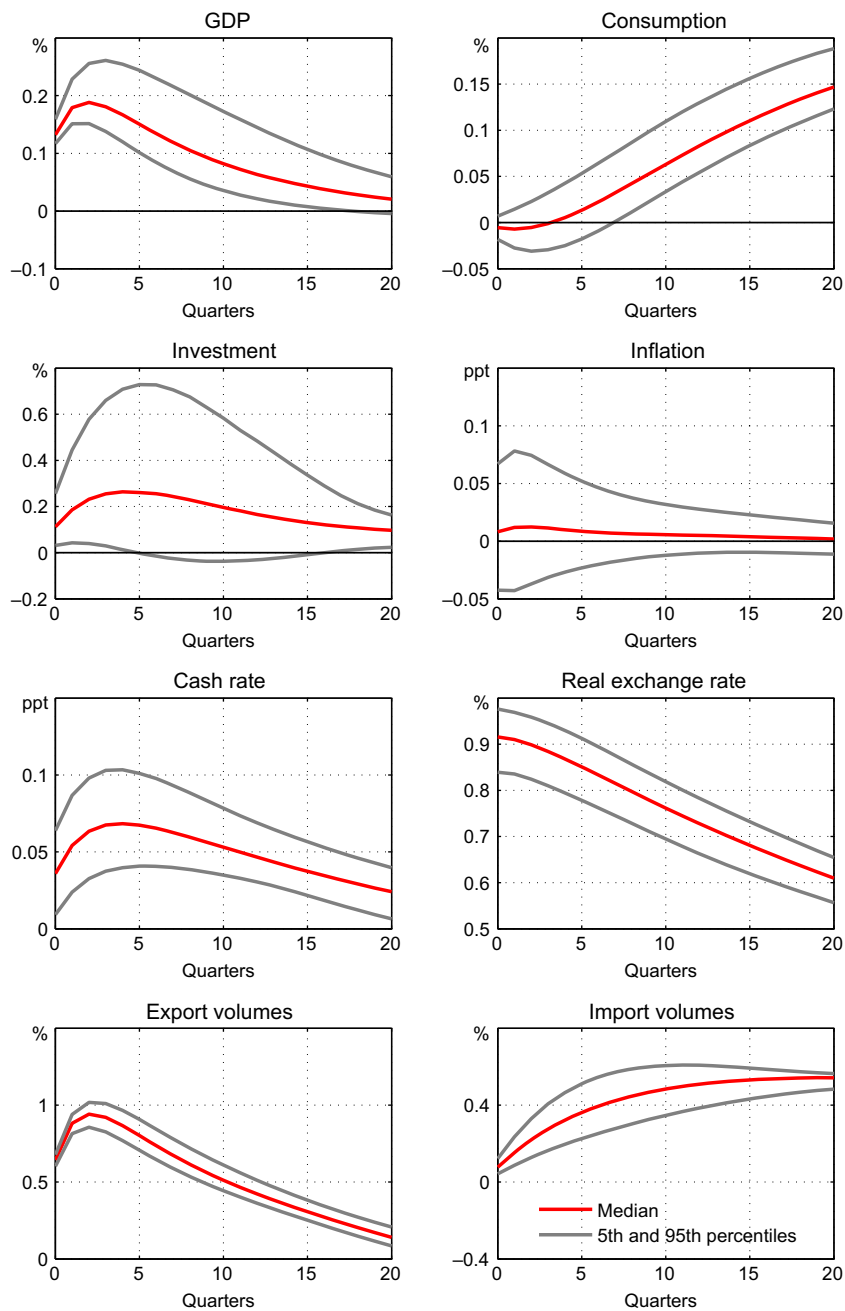 GDP
%
0.2
0.1
0
–0.1
0 5 10 15 20
Quarters
Consumption
%
0.15
0.1
0.05
0
–0.05
0 5 10 15 20
Quarters
Investment
%
0.6
0.4
0.2
0
–0.2
0 5 10 15 20
Quarters
Inflation
ppt
0.1
0.05
0
–0.05
0 5 10 15 20
Quarters
Cash rate
ppt
0.1
0.05
0
0 5 10 15 20
Quarters
Real exchange rate
%
0.9
0.8
0.7
0.6
0.5
0 5 10 15 20
Quarters
Export volumes
%
1
0.5
0
0 5 10 15 20
Quarters
Import volumes
%
0.4
0
–0.4
Median
5th and 95th percentiles
0 5 10 15 20
Quarters